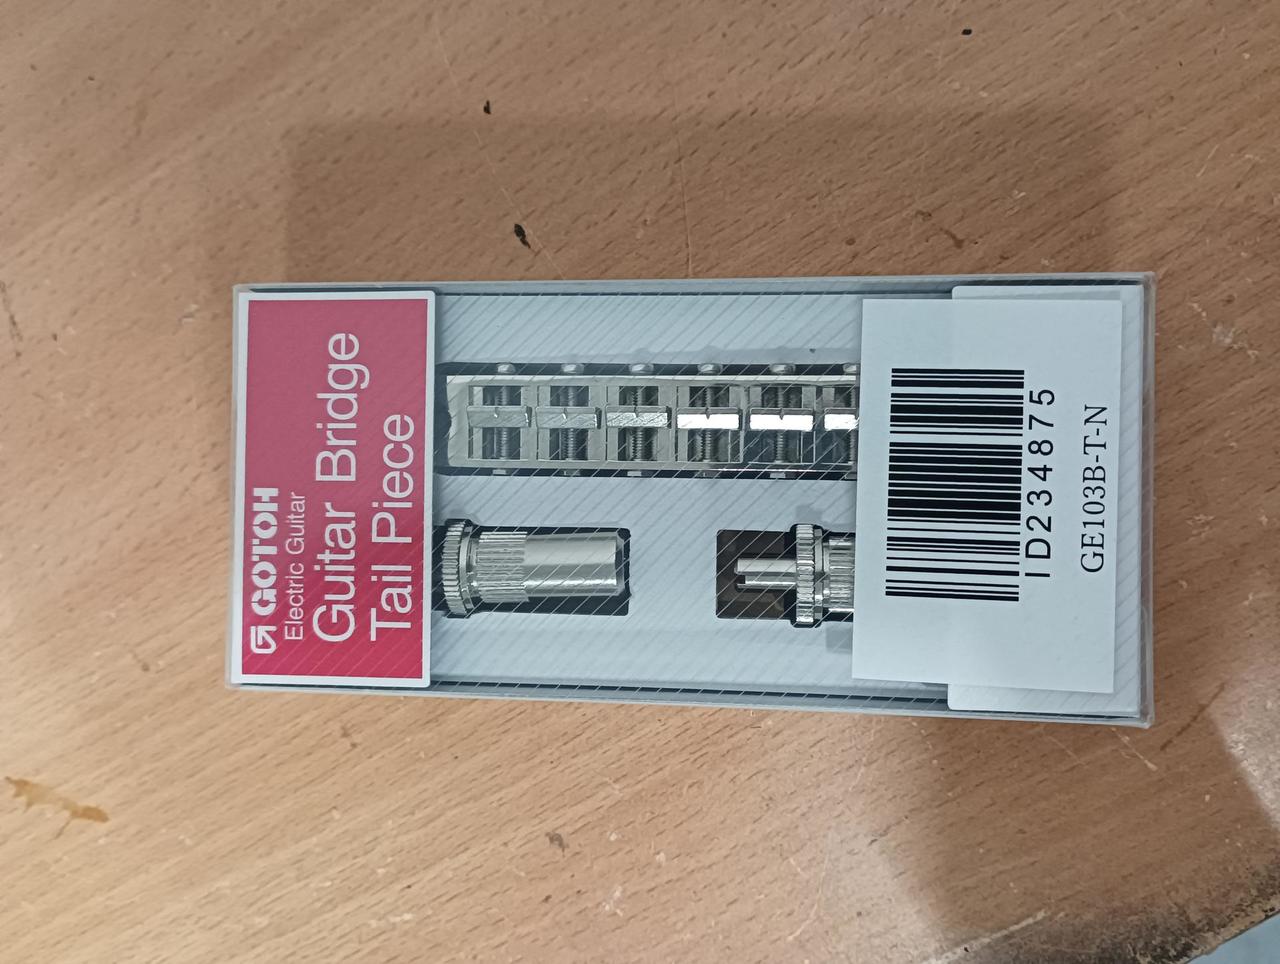 GOTOH
Electric Guitar
Guitar Bridge
Tail Piece
ID234875
GE103B-T-N